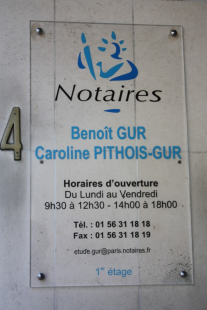 Notaires
4
Benoît GUR
Caroline PITHOIS-GUR
Horaires d'ouverture
Du Lundi au Vendredi
9h30 à 12h30 - 14h00 à 18h00
Tél. : 01 56 31 18 18
Fax : 01 56 31 18 19
etude.gur@paris.notaires.fr
1er étage